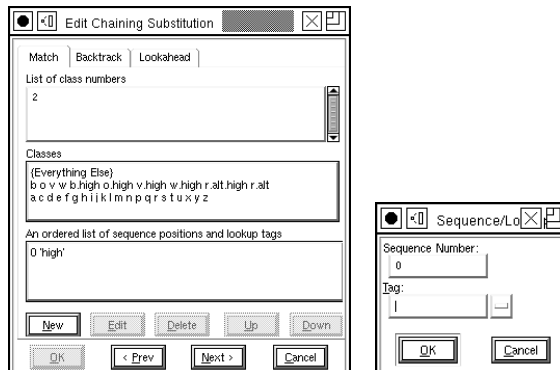 Edit Chaining Substitution
Match Backtrack Lookahead
List of class numbers
2
Classes
{Everything Else}
b o v w b.high o.high v.high w.high r.alt.high r.alt
a c d e f g h i j k l m n p q r s t u x y z
An ordered list of sequence positions and lookup tags
0 'high'
New Edit Delete Up Down
OK < Prev Next > Cancel
Sequence/Lo
Sequence Number:
0
Tag:
OK Cancel